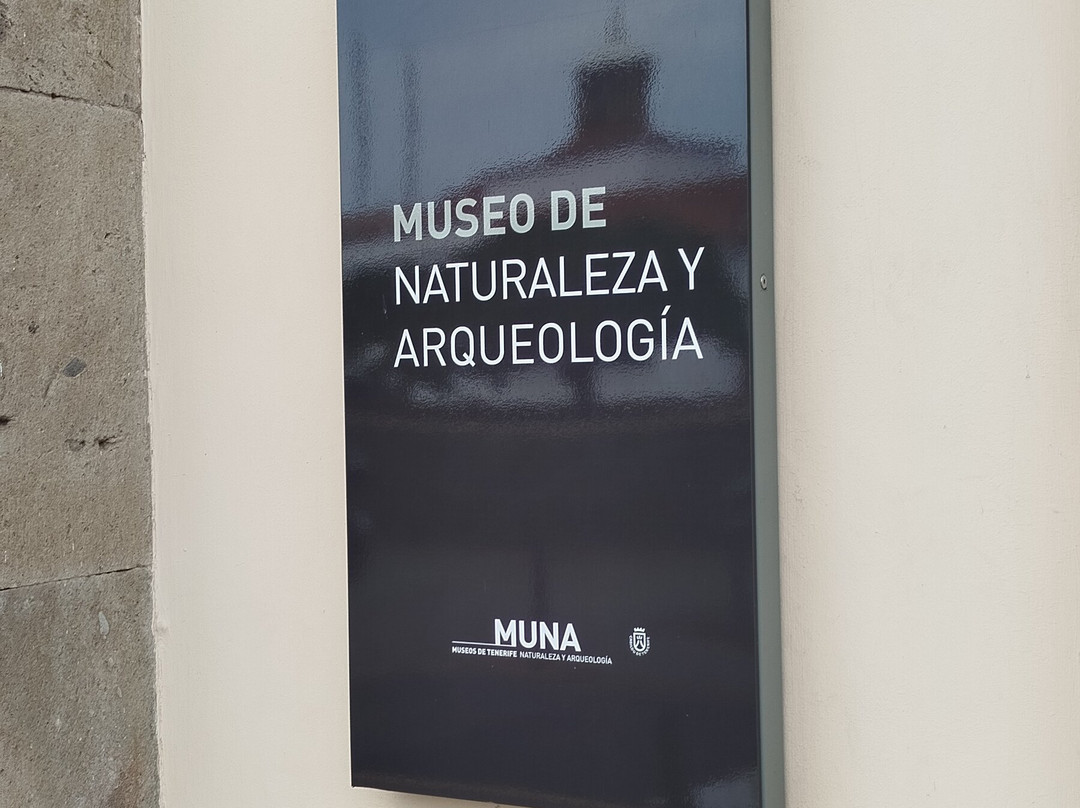 MUSEO DE
NATURALEZA Y
ARQUEOLOGÍA
MUNA
MUSEOS DE TENERIFE NATURALEZA Y ARQUEOLOGÍA